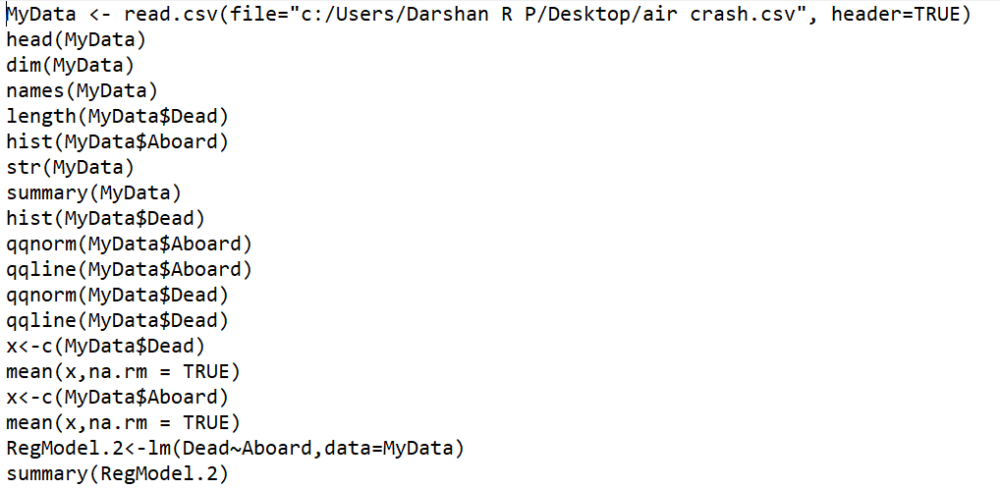 MyData <- read.csv(file="c:/Users/Darshan R P/Desktop/air crash.csv", header=TRUE)
head(MyData)
dim(MyData)
names(MyData)
length(MyData$Dead)
hist(MyData$Aboard)
str(MyData)
summary(MyData)
hist(MyData$Dead)
qqnorm(MyData$Aboard)
qqline(MyData$Aboard)
qqnorm(MyData$Dead)
qqline(MyData$Dead)
x<-c(MyData$Dead)
mean(x,na.rm = TRUE)
x<-c(MyData$Aboard)
mean(x,na.rm = TRUE)
RegModel.2<-lm(Dead~Aboard,data=MyData)
summary(RegModel.2)